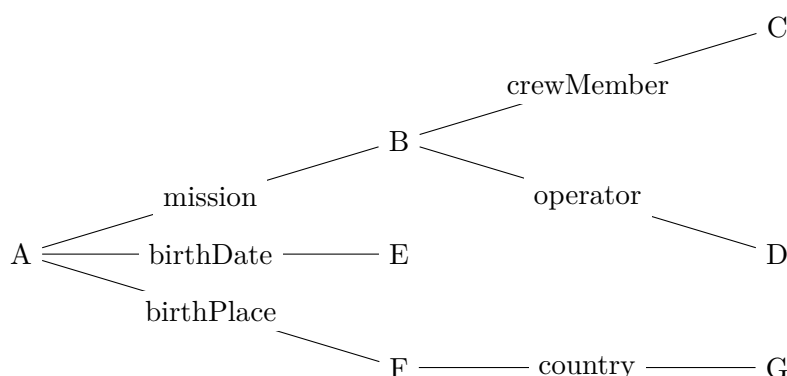 C
crewMember
B
mission
operator
A
birthDate
E
D
birthPlace
F
country
G